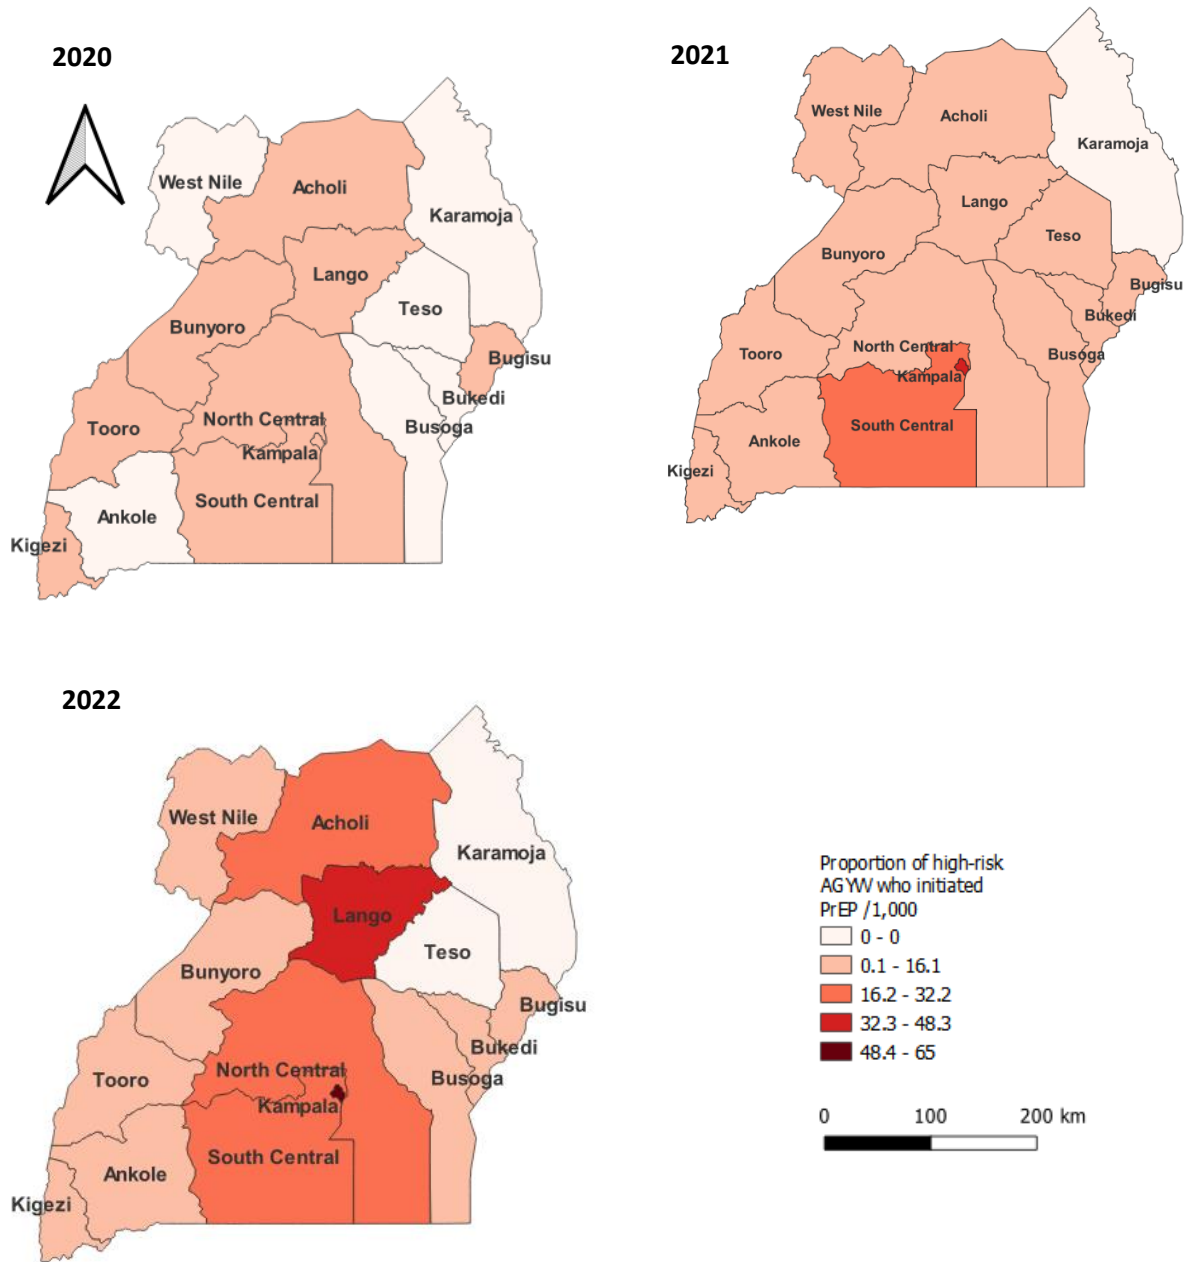 2020
West Nile
Acholi
Karamoja
Lango
Teso
Bunyoro
Bugisu
Bukedi
North Central
Tooro
Busoga
Kampala
South Central
Ankole
Kigezi
2021
West Nile
Acholi
Karamoja
Lango
Teso
Bunyoro
Bugisu
Bukedi
North Central
Tooro
Busoga
Kampala
South Central
Ankole
Kigezi
2022
West Nile
Acholi
Karamoja
Lango
Teso
Bunyoro
Bugisu
Bukedi
North Central
Tooro
Busoga
Kampala
South Central
Ankole
Kigezi
Proportion of high-risk
AGYW who initiated
PrEP /1,000
0 - 0
0.1 - 16.1
16.2 - 32.2
32.3 - 48.3
48.4 - 65
0 100 200 km